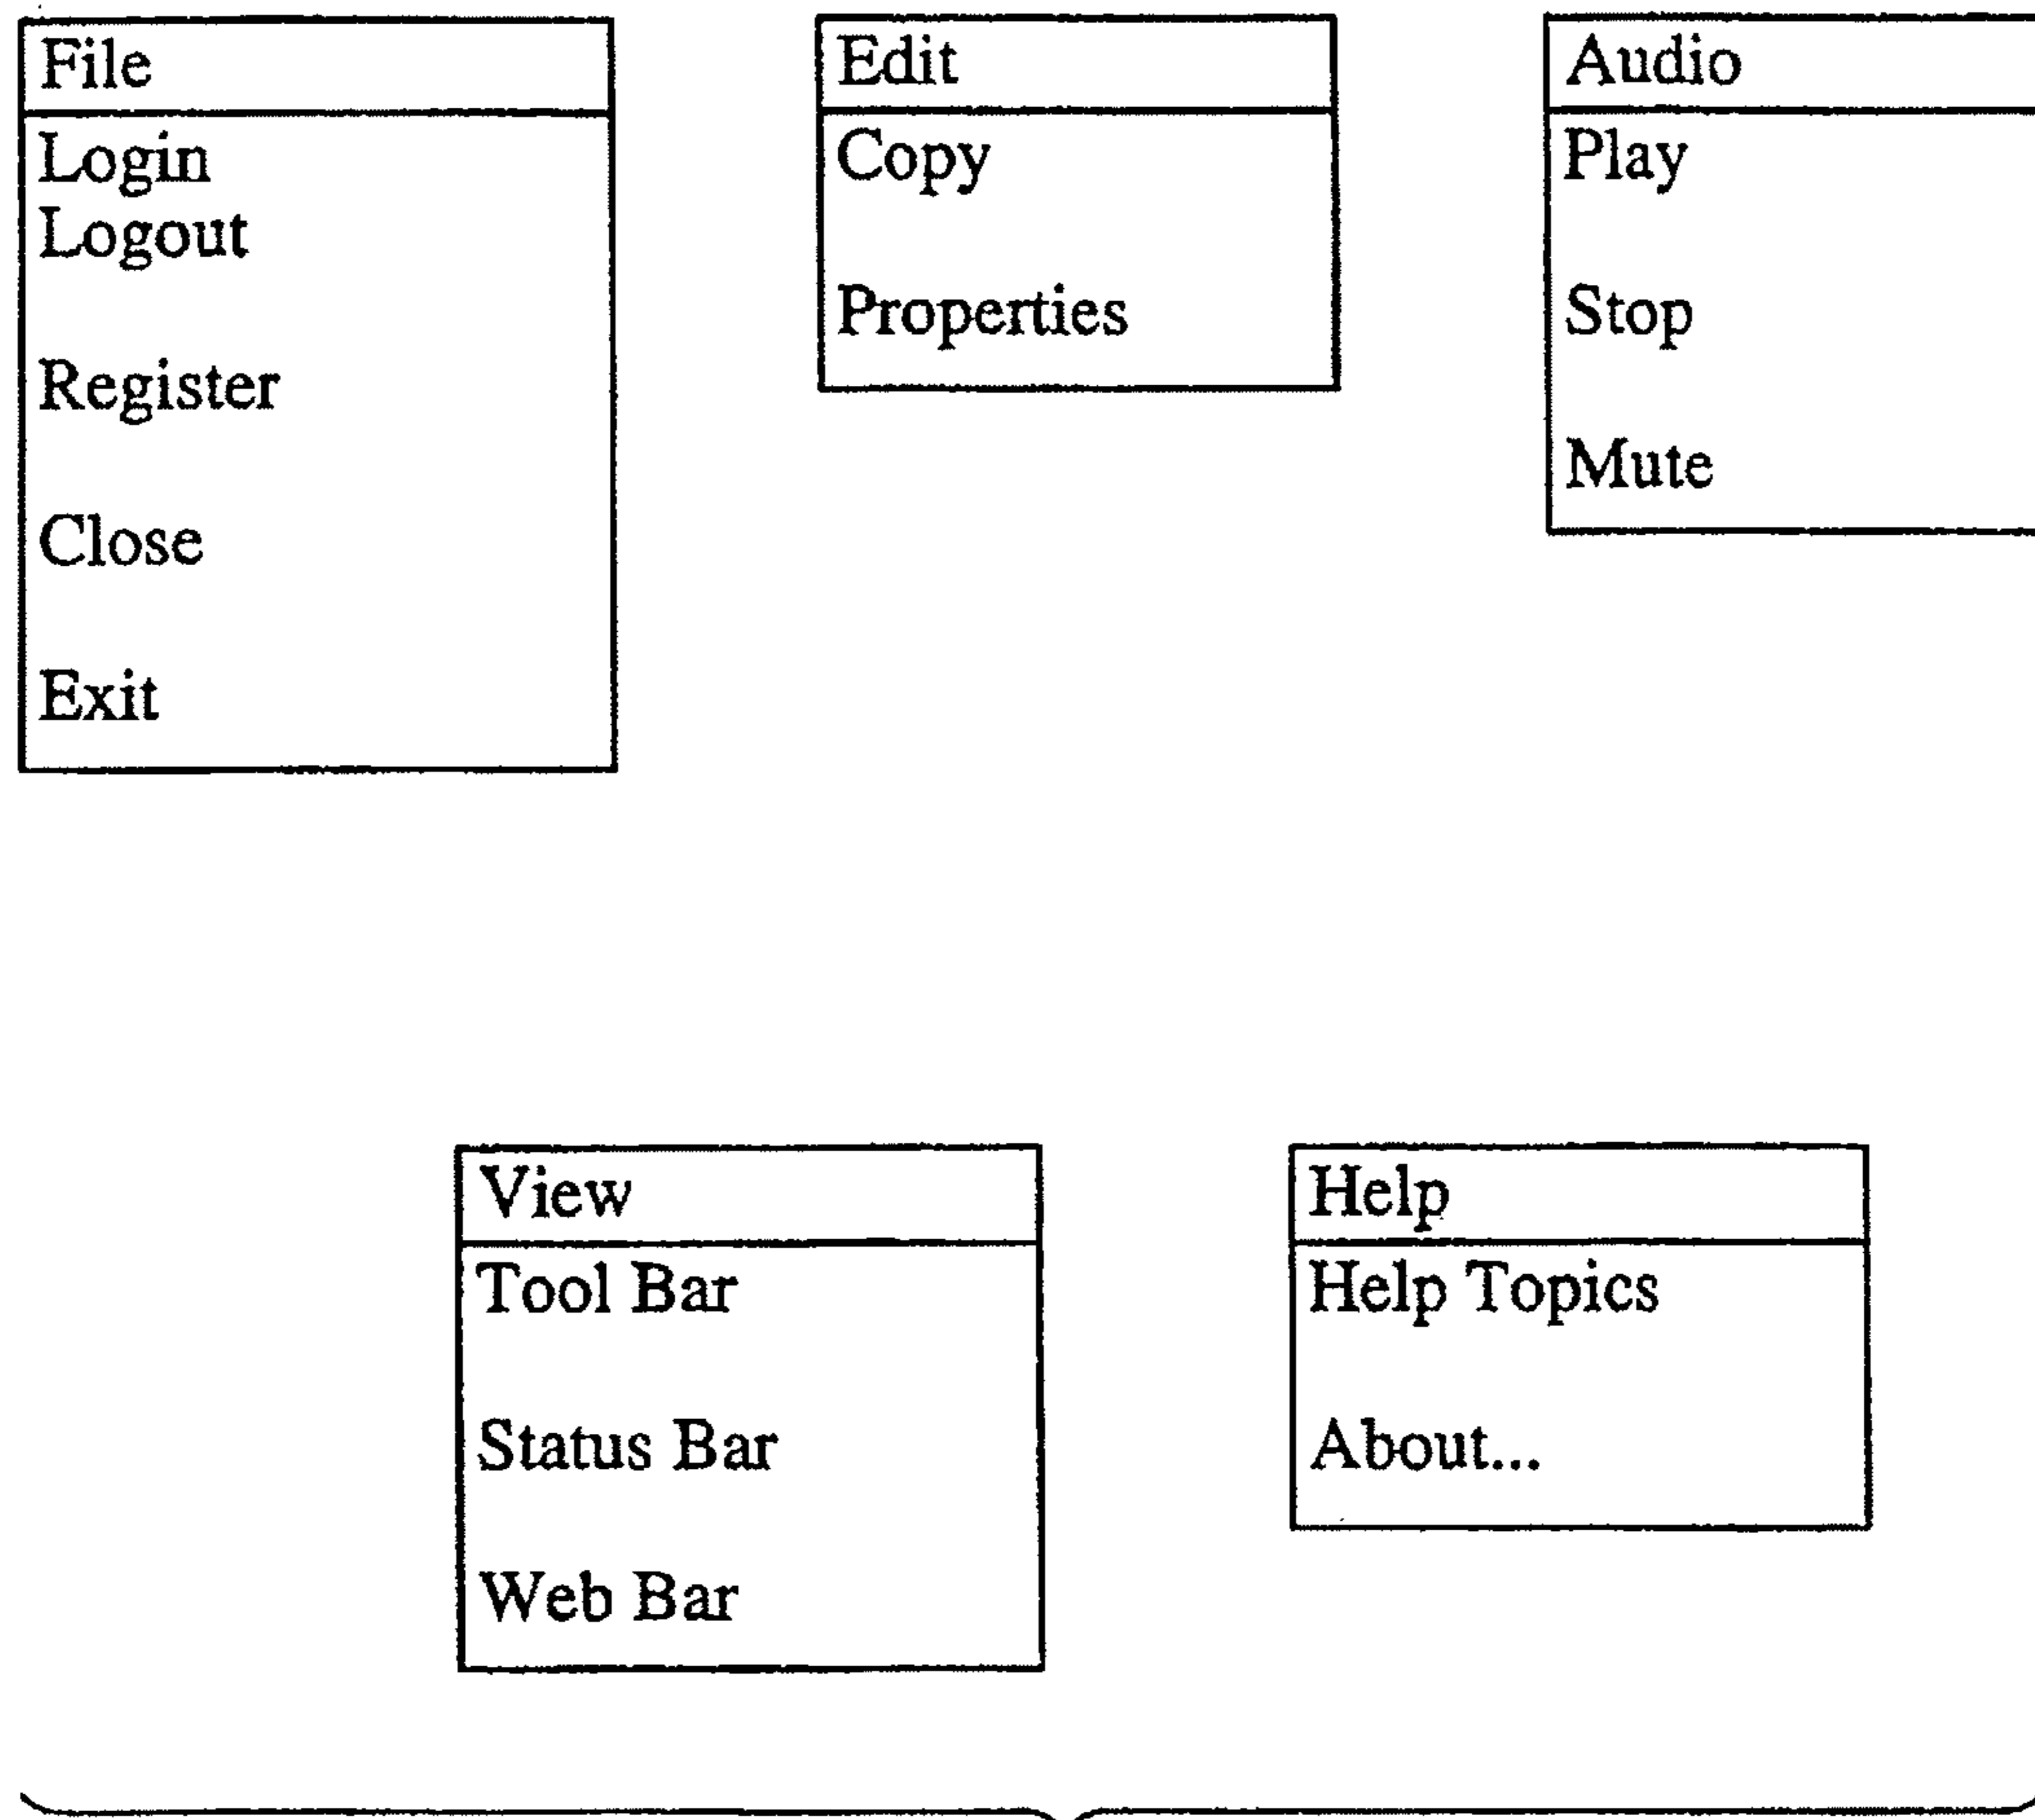 File
Login
Logout
Register
Close
Exit
Edit
Copy
Properties
Audio
Play
Stop
Mute
View
Tool Bar
Status Bar
Web Bar
Help
Help Topics
About...